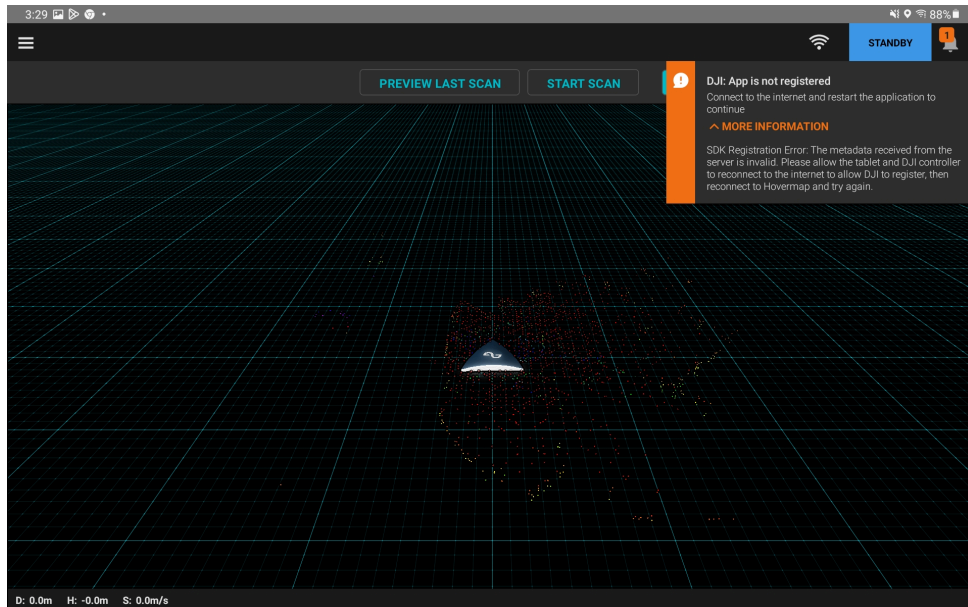 3:29
88%
STANDBY
1
PREVIEW LAST SCAN
START SCAN
DJI: App is not registered
Connect to the internet and restart the application to
continue
MORE INFORMATION
SDK Registration Error: The metadata received from the
server is invalid. Please allow the tablet and DJI controller
to reconnect to the internet to allow DJI to register, then
reconnect to Hovermap and try again.
D: 0.0m H: -0.0m S: 0.0m/s